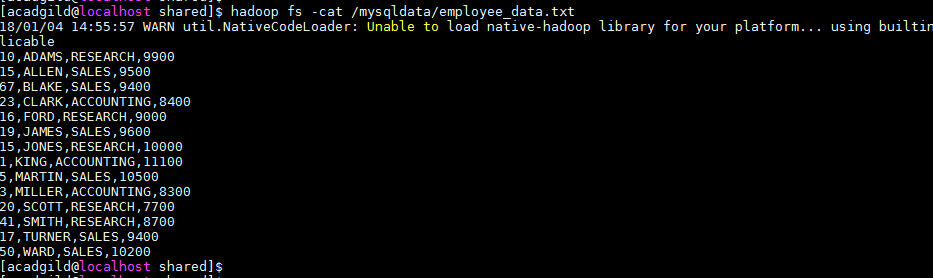 [acadgild@localhost shared]$ hadoop fs -cat /mysqldata/employee_data.txt
18/01/04 14:55:57 WARN util.NativeCodeLoader: Unable to load native-hadoop library for your platform... using builtin
licable
10,ADAMS,RESEARCH,9900
15,ALLEN,SALES,9500
67,BLAKE,SALES,9400
23,CLARK,ACCOUNTING,8400
16,FORD,RESEARCH,9000
19,JAMES,SALES,9600
15,JONES,RESEARCH,10000
1,KING,ACCOUNTING,11100
5,MARTIN,SALES,10500
3,MILLER,ACCOUNTING,8300
20,SCOTT,RESEARCH,7700
41,SMITH,RESEARCH,8700
17,TURNER,SALES,9400
50,WARD,SALES,10200
[acadgild@localhost shared]$